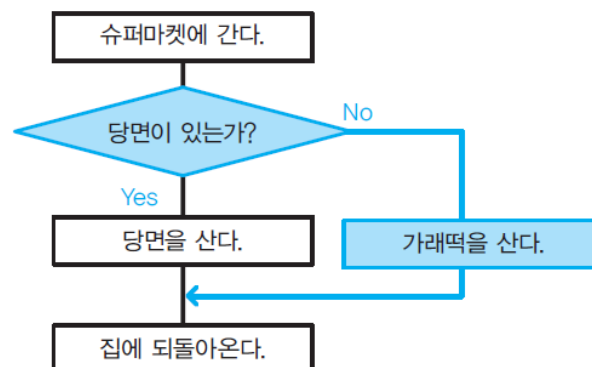 슈퍼마켓에 간다.
당면이 있는가?
No
Yes
당면을 산다.
가래떡을 산다.
집에 되돌아온다.